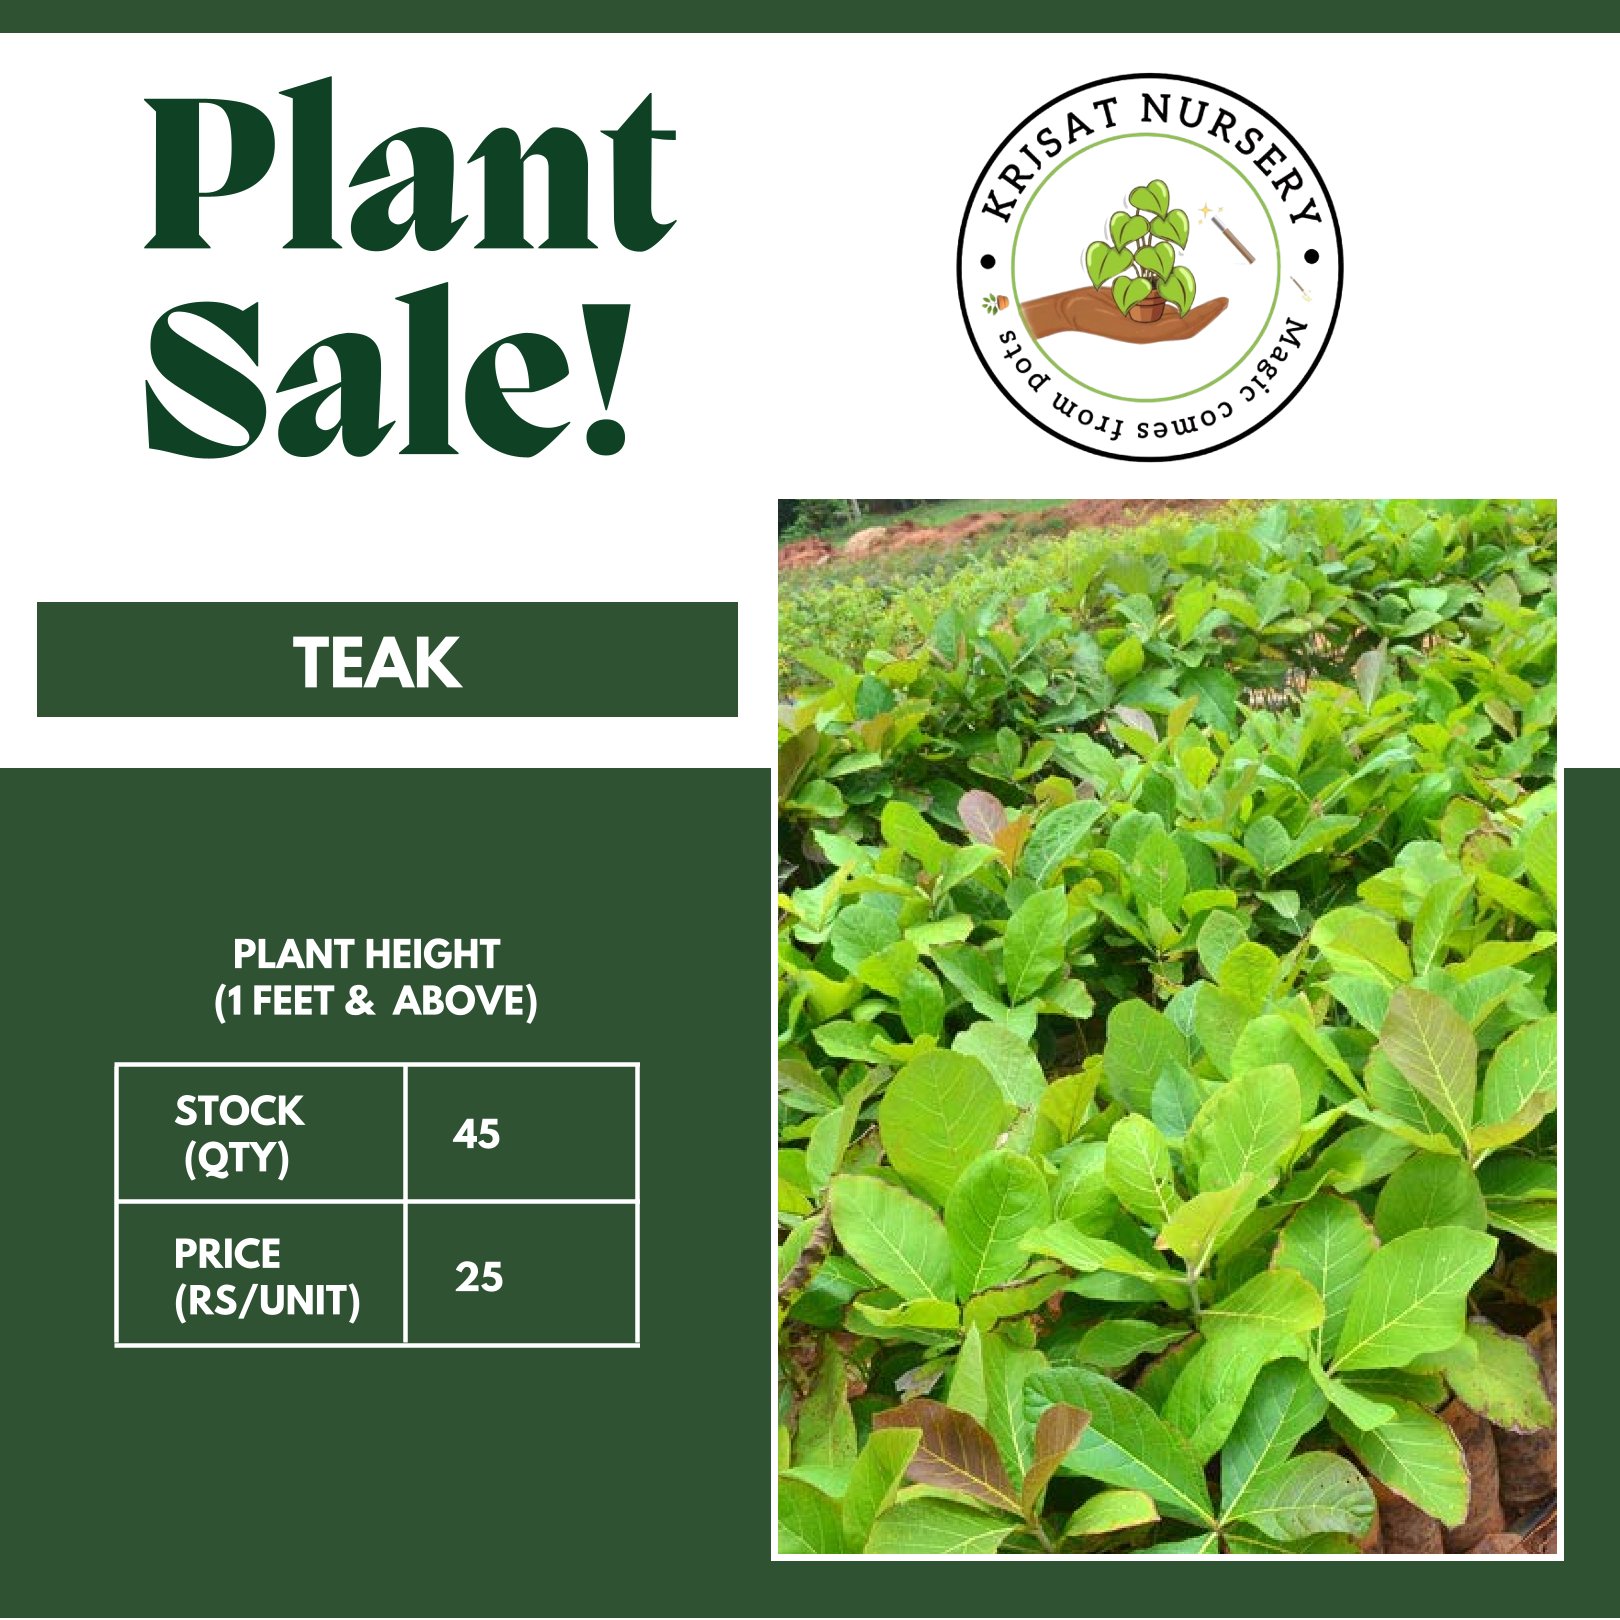 Plant
Sale!
KRISAT NURSERY
Magic comes from pots
TEAK
PLANT HEIGHT
(1 FEET & ABOVE)
STOCK
(QTY)
45
PRICE
(RS/UNIT)
25